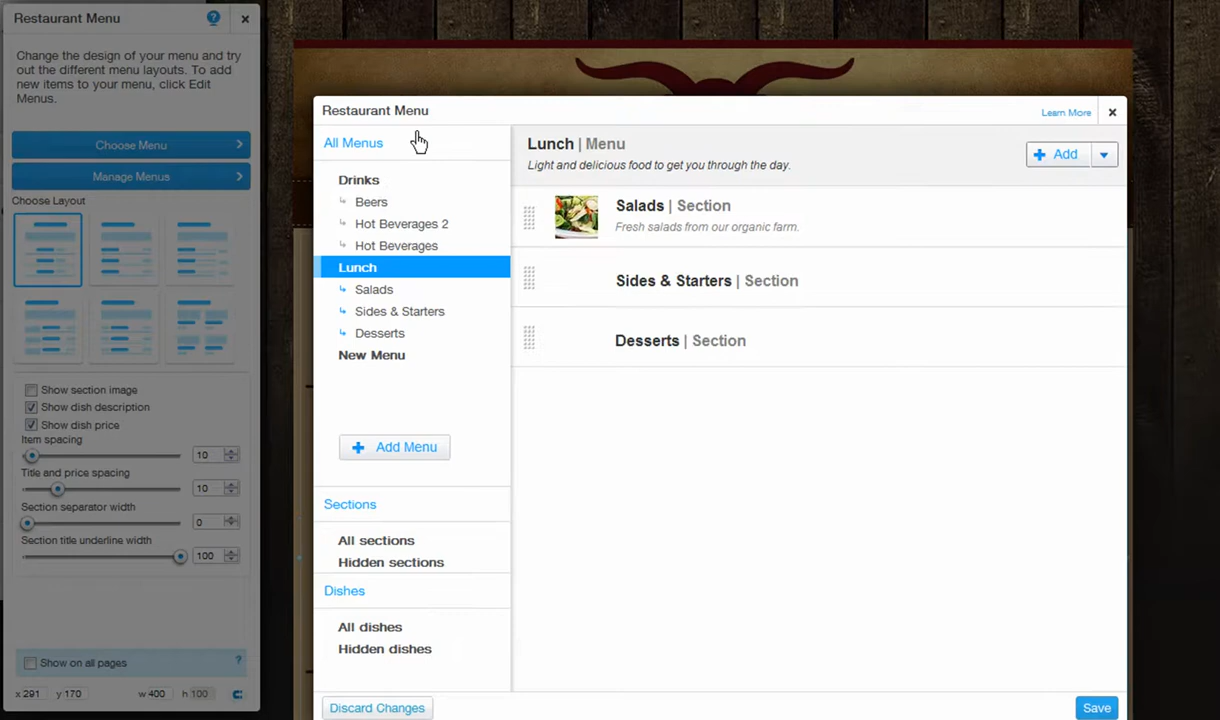 Restaurant Menu
Change the design of your menu and try
out the different menu layouts. To add
new items to your menu, click Edit
Menus.
Choose Menu
Manage Menus
Choose Layout
Show section image
Show dish description
Show dish price
Item spacing
10
Title and price spacing
10
Section separator width
0
Section title underline width
100
Show on all pages
?
x 291
y 170
w 400
h 100
Restaurant Menu
Learn More
All Menus
Drinks
Beers
Hot Beverages 2
Hot Beverages
Lunch
Salads
Sides & Starters
Desserts
New Menu
Add Menu
Sections
All sections
Hidden sections
Dishes
All dishes
Hidden dishes
Lunch | Menu
Light and delicious food to get you through the day.
Add
Salads | Section
Fresh salads from our organic farm.
Sides & Starters | Section
Desserts | Section
Discard Changes
Save